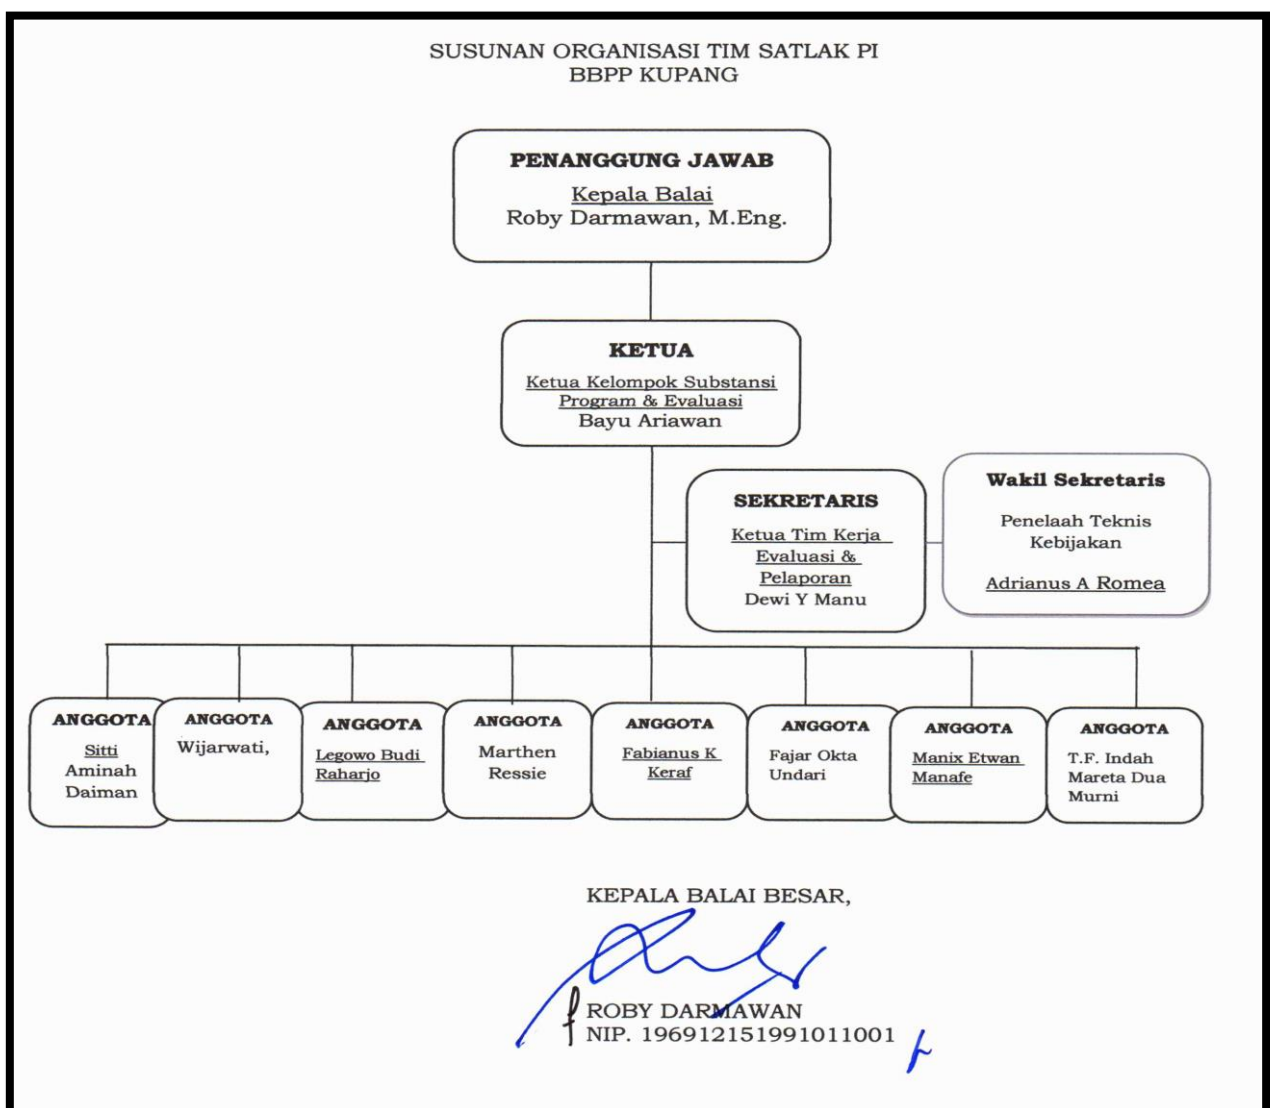 SUSUNAN ORGANISASI TIM SATLAK PI
BBPP KUPANG
PENANGGUNG JAWAB
Kepala Balai
Roby Darmawan, M.Eng.
KETUA
Ketua Kelompok Substansi
Program & Evaluasi
Bayu Ariawan
SEKRETARIS
Ketua Tim Kerja
Evaluasi &
Pelaporan
Dewi Y Manu
Wakil Sekretaris
Penelaah Teknis
Kebijakan
Adrianus A Romea
ANGGOTA
Sitti
Aminah
Daiman
ANGGOTA
Wijarwati,
ANGGOTA
Legowo Budi
Raharjo
ANGGOTA
Marthen
Ressie
ANGGOTA
Fabianus K
Keraf
ANGGOTA
Fajar Okta
Undari
ANGGOTA
Manix Etwan
Manafe
ANGGOTA
T.F. Indah
Mareta Dua
Murni
KEPALA BALAI BESAR,
ROBY DARMAWAN
NIP. 196912151991011001